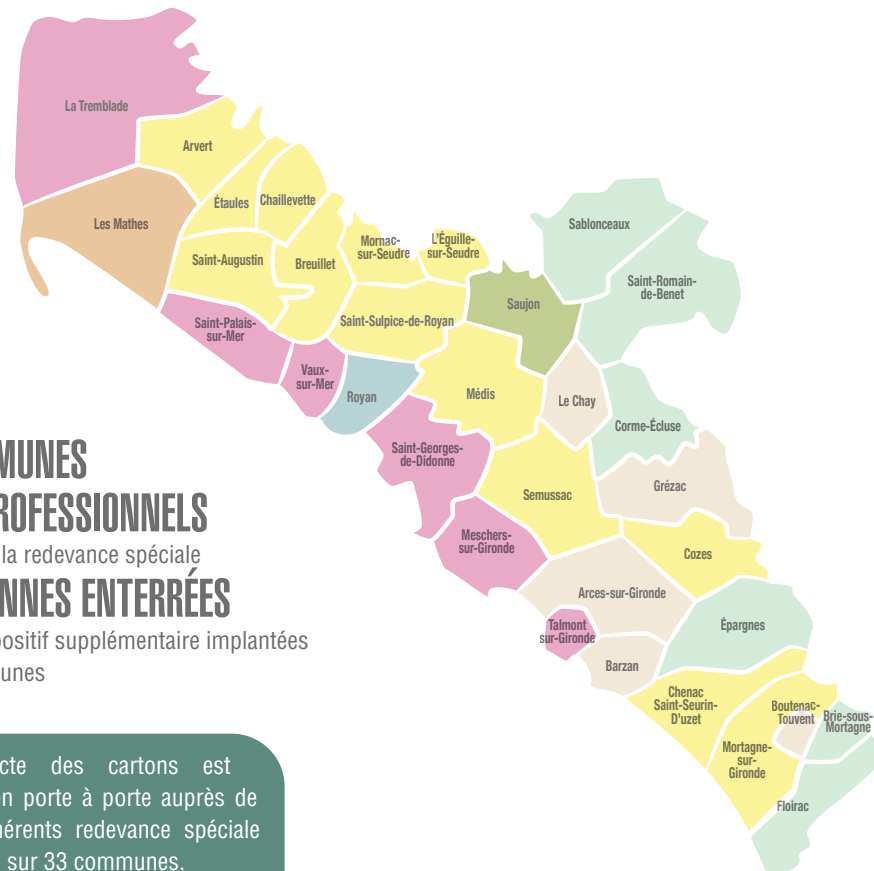 La Tremblade
Arvert
Les Mathes
Étaules
Chaillevette
Saint-Augustin
Breuillet
Mornac-
sur-Seudre
L'Éguille-
sur-Seudre
Sablonceaux
Saint-Romain-
de-Benet
Saujon
Saint-Palais-
sur-Mer
Saint-Sulpice-de-Royan
Vaux-
sur-Mer
Royan
Médis
Le Chay
Corme-Écluse
Saint-Georges-
de-Didonne
Semussac
Grézac
Meschers-
sur-Gironde
Cozes
Arces-sur-Gironde
Talmont
sur-Gironde
Épargnes
Barzan
Chenac
Saint-Seurin-
D'uzet
Boutenac-
Touvent
Brie-sous-
Mortagne
Mortagne-
sur-
Gironde
Floirac
MUNES
ROFESSIONNELS
la redevance spéciale
NNES ENTERRÉES
positif supplémentaire implantées
unes
cte des cartons est
en porte à porte auprès de
hérents redevance spéciale
sur 33 communes.